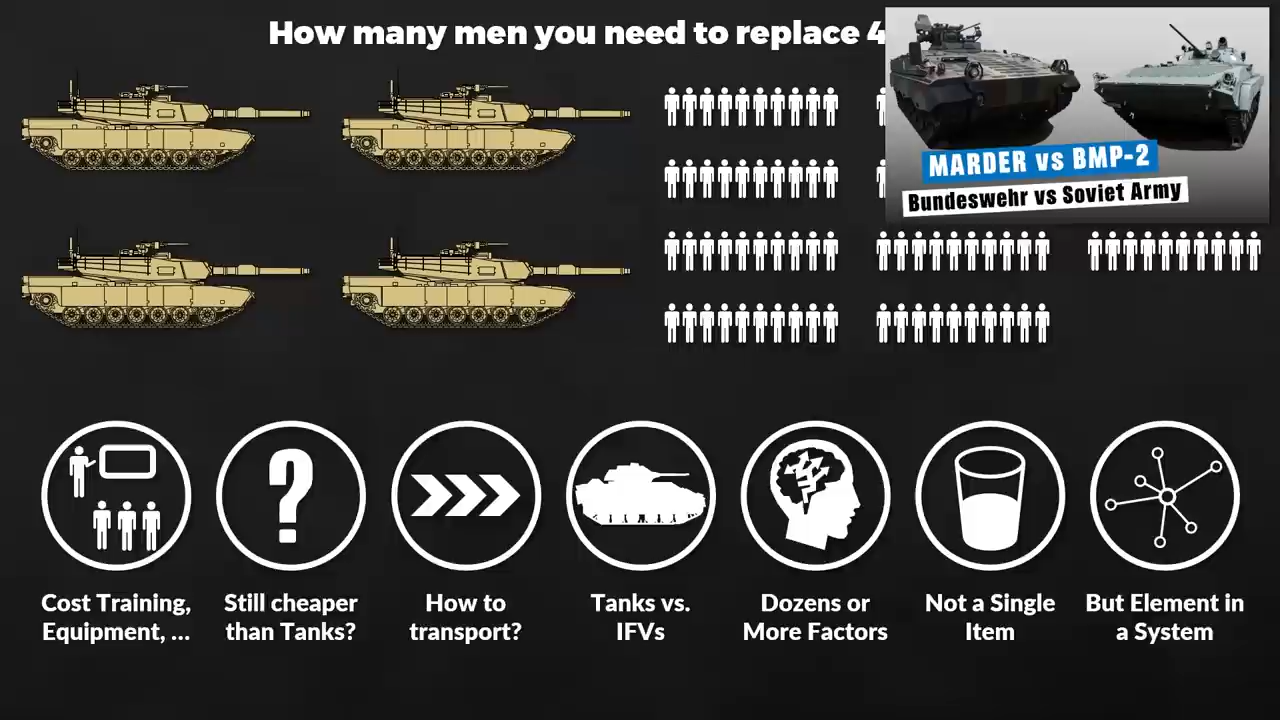 How many men you need to replace 4
MARDER vs BMP-2
Bundeswehr vs Soviet Army
Cost Training,
Equipment, ...
Still cheaper
than Tanks?
How to
transport?
Tanks vs.
IFVs
Dozens or
More Factors
Not a Single
Item
But Element in
a System